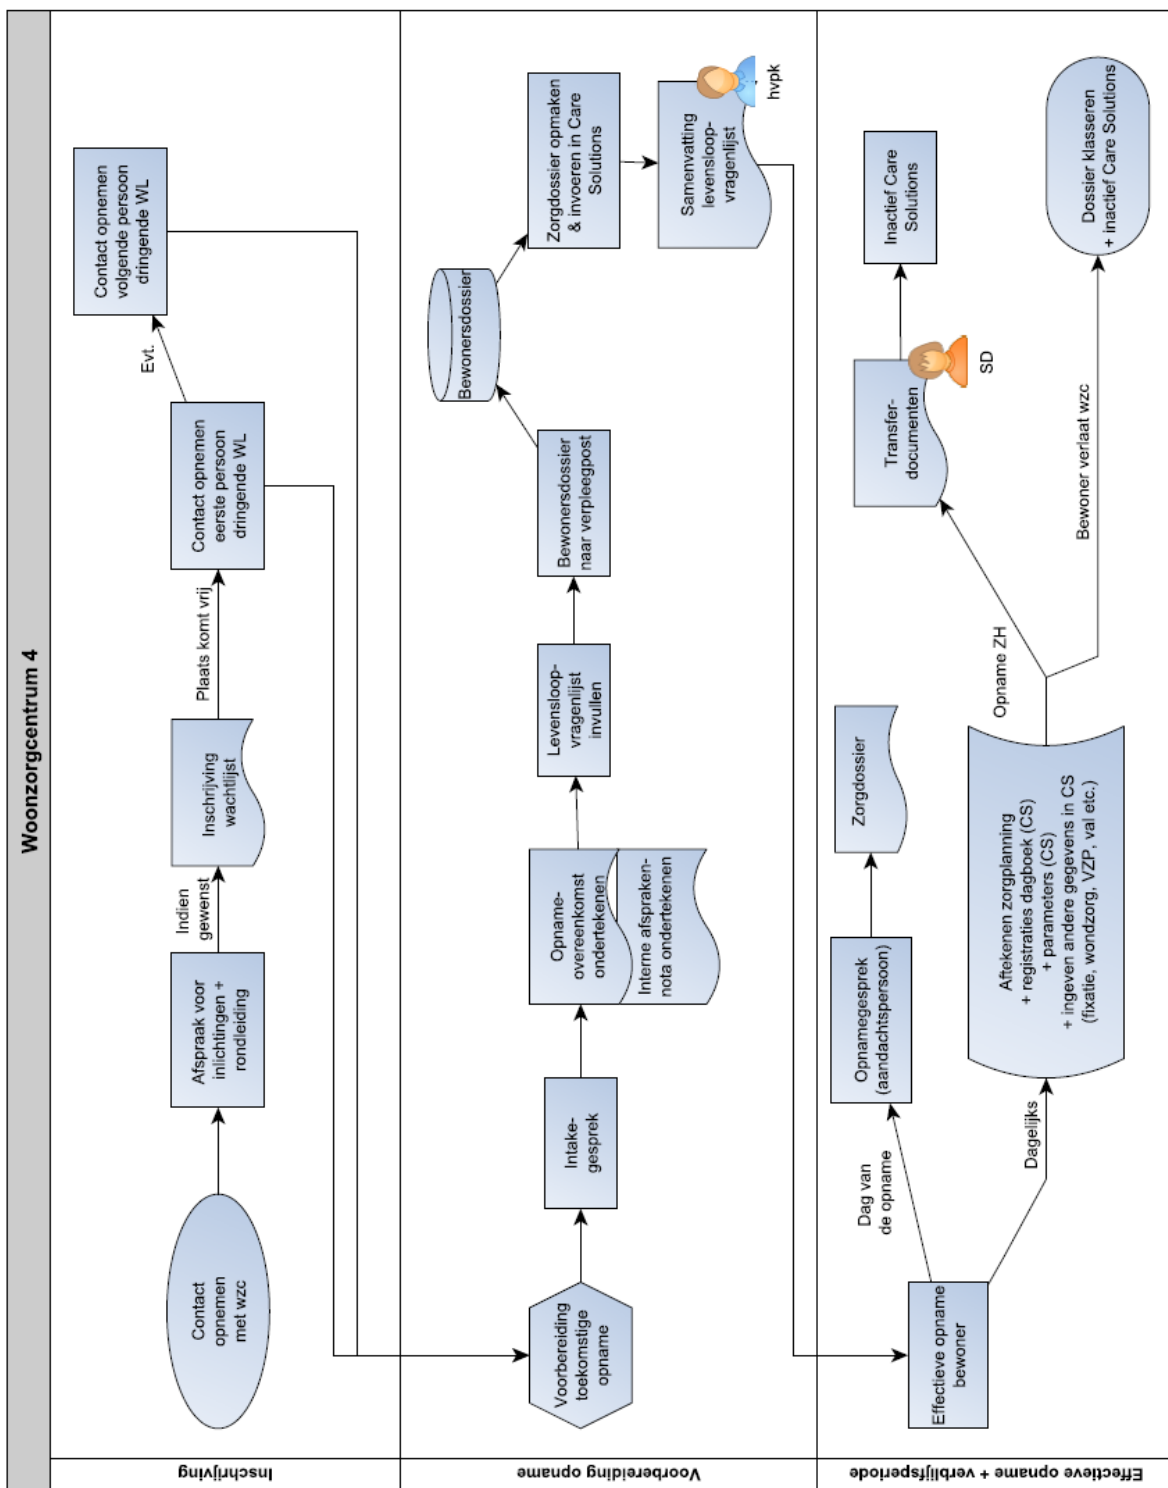 Woonzorgcentrum 4
Inschrijving
Contact
opnemen
met wzc
Afspraak voor
inlichtingen +
rondleiding
Indien
gewenst
Inschrijving
wachtlijst
Plaats komt vrij
Contact opnemen
eerste persoon
dringende WL
Evt.
Contact opnemen
volgende persoon
dringende WL
Voorbereiding opname
Voorbereiding
toekomstige
opname
Intake-
gesprek
Opname-
overeenkomst
ondertekenen
Interne afspraken-
nota ondertekenen
Levensloop-
vragenlijst
invullen
Bewonersdossier
naar verpleegpost
Bewonersdossier
Zorgdossier opmaken
& invoeren in Care
Solutions
Samenvatting
levensloop-
vragenlijst
hvpk
Effectieve opname + verblijfsperiode
Effectieve opname
bewoner
Dag van
de opname
Opnamegesprek
(aandachtspersoon)
Zorgdossier
Dagelijks
Aftekenen zorgplanning
+ registraties dagboek (CS)
+ parameters (CS)
+ ingeven andere gegevens in CS
(fixatie, wondzorg, VZP, val etc.)
Opname ZH
Transfer-
documenten
SD
Inactief Care
Solutions
Bewoner verlaat wzc
Dossier klasseren
+ inactief Care Solutions